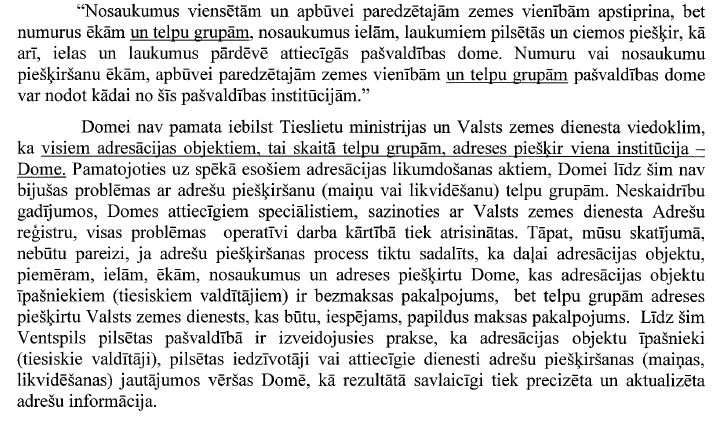 “Nosaukumus viensētām un apbūvei paredzētajām zemes vienībām apstiprina, bet
numurus ēkām un telpu grupām, nosaukumus ielām, laukumiem pilsētās un ciemos piešķir, kā
arī, ielas un laukumus pārdēvē attiecīgās pašvaldības dome. Numuru vai nosaukumu
piešķiršanu ēkām, apbūvei paredzētajām zemes vienībām un telpu grupām pašvaldības dome
var nodot kādai no šīs pašvaldības institūcijām.”
Domei nav pamata iebilst Tieslietu ministrijas un Valsts zemes dienesta viedoklim,
ka visiem adresācijas objektiem, tai skaitā telpu grupām, adreses piešķir viena institūcija –
Dome. Pamatojoties uz spēkā esošiem adresācijas likumdošanas aktiem, Domei līdz šim nav
bijušas problēmas ar adrešu piešķiršanu (maiņu vai likvidēšanu) telpu grupām. Neskaidrību
gadījumos, Domes attiecīgiem speciālistiem, sazinoties ar Valsts zemes dienesta Adrešu
reģistru, visas problēmas operatīvi darba kārtībā tiek atrisinātas. Tāpat, mūsu skatījumā,
nebūtu pareizi, ja adrešu piešķiršanas process tiktu sadalīts, ka daļai adresācijas objektu,
piemēram, ielām, ēkām, nosaukumus un adreses piešķirtu Dome, kas adresācijas objektu
īpašniekiem (tiesiskiem valdītājiem) ir bezmaksas pakalpojums, bet telpu grupām adreses
piešķirtu Valsts zemes dienests, kas būtu, iespējams, papildus maksas pakalpojums. Līdz šim
Ventspils pilsētas pašvaldībā ir izveidojusies prakse, ka adresācijas objektu īpašnieki
(tiesiskie valdītāji), pilsētas iedzīvotāji vai attiecīgie dienesti adrešu piešķiršanas (maiņas,
likvidēšanas) jautājumos vēršas Domē, kā rezultātā savlaicīgi tiek precizēta un aktualizēta
adrešu informācija.